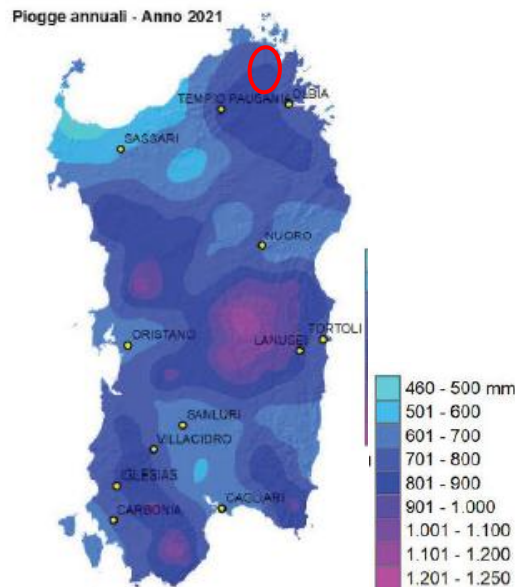 Piogge annuali - Anno 2021
TEMPIO PAUSANIA
OLBIA
SASSARI
NUORO
ORISTANO
LANUSEI
TORTOLI
SANLURI
VILLACIDRO
IGLESIAS
CARBONIA
CAGLIARI
460 - 500 mm
501 - 600
601 - 700
701 - 800
801 - 900
901 - 1.000
1.001 - 1.100
1.101 - 1.200
1.201 - 1.250